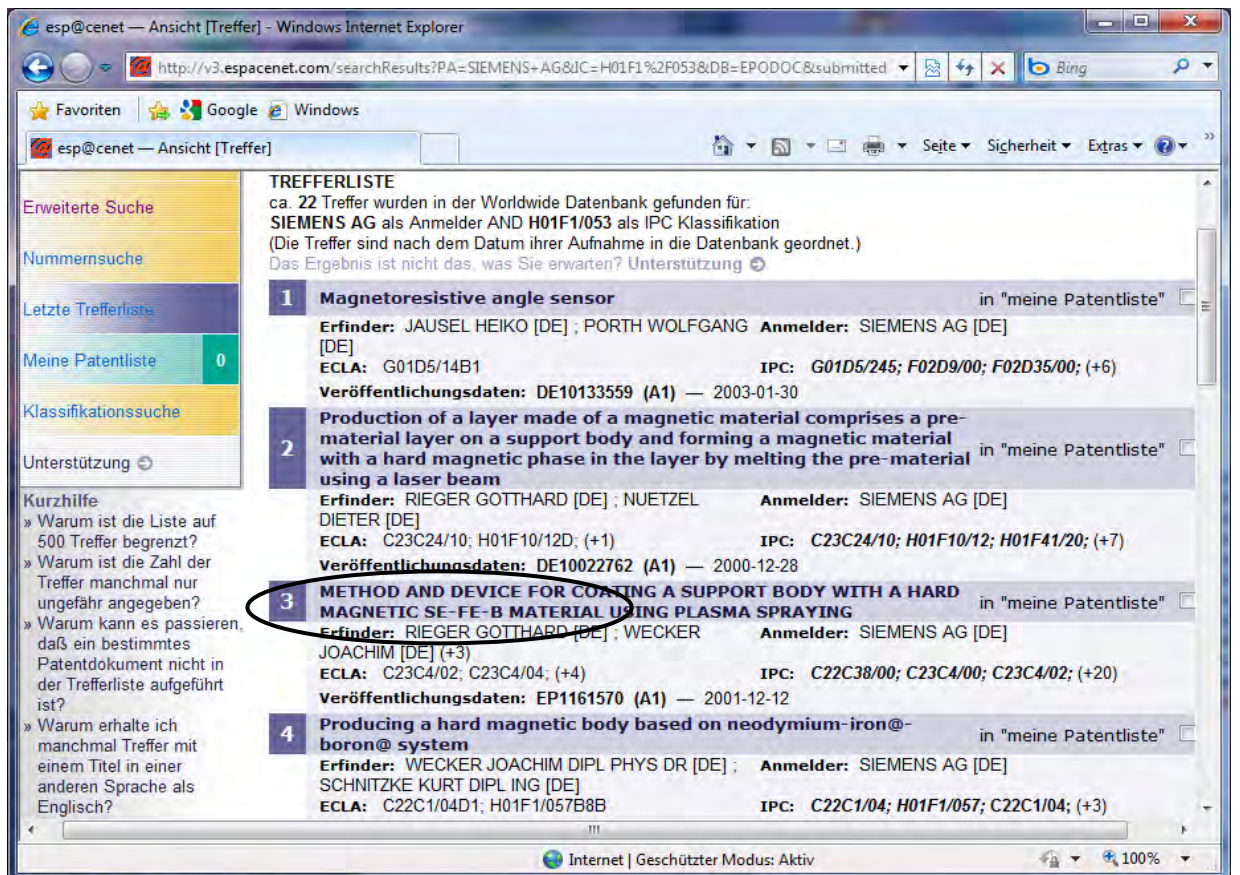 esp@cenet — Ansicht [Treffer] - Windows Internet Explorer
http://v3.espacenet.com/searchResults?PA=SIEMENS+AG&IC=H01F1%2F053&DB=EPODOC&submitted
Bing
Favoriten
Google
Windows
esp@cenet — Ansicht [Treffer]
Seite
Sicherheit
Extras
Erweiterte Suche
Nummernsuche
Letzte Trefferliste
Meine Patentliste 0
Klassifikationssuche
Unterstützung
Kurzhilfe
» Warum ist die Liste auf
500 Treffer begrenzt?
» Warum ist die Zahl der
Treffer manchmal nur
ungefähr angegeben?
» Warum kann es passieren,
daß ein bestimmtes
Patentdokument nicht in
der Trefferliste aufgeführt
ist?
» Warum erhalte ich
manchmal Treffer mit
einem Titel in einer
anderen Sprache als
Englisch?
TREFFERLISTE
ca. 22 Treffer wurden in der Worldwide Datenbank gefunden für:
SIEMENS AG als Anmelder AND H01F1/053 als IPC Klassifikation
(Die Treffer sind nach dem Datum ihrer Aufnahme in die Datenbank geordnet.)
Das Ergebnis ist nicht das, was Sie erwarten? Unterstützung
1 Magnetoresistive angle sensor in "meine Patentliste"
Erfinder: JAUSEL HEIKO [DE] ; PORTH WOLFGANG Anmelder: SIEMENS AG [DE]
[DE]
ECLA: G01D5/14B1 IPC: G01D5/245; F02D9/00; F02D35/00; (+6)
Veröffentlichungsdaten: DE10133559 (A1) — 2003-01-30
Production of a layer made of a magnetic material comprises a pre-
material layer on a support body and forming a magnetic material
2 with a hard magnetic phase in the layer by melting the pre-material in "meine Patentliste"
using a laser beam
Erfinder: RIEGER GOTTHARD [DE] ; NUETZEL Anmelder: SIEMENS AG [DE]
DIETER [DE]
ECLA: C23C24/10; H01F10/12D; (+1) IPC: C23C24/10; H01F10/12; H01F41/20; (+7)
Veröffentlichungsdaten: DE10022762 (A1) — 2000-12-28
3 METHOD AND DEVICE FOR COATING A SUPPORT BODY WITH A HARD in "meine Patentliste"
MAGNETIC SE-FE-B MATERIAL USING PLASMA SPRAYING
Erfinder: RIEGER GOTTHARD [DE] ; WECKER Anmelder: SIEMENS AG [DE]
JOACHIM [DE] (+3)
ECLA: C23C4/02; C23C4/04; (+4) IPC: C22C38/00; C23C4/00; C23C4/02; (+20)
Veröffentlichungsdaten: EP1161570 (A1) — 2001-12-12
4 Producing a hard magnetic body based on neodymium-iron@- in "meine Patentliste"
boron@ system
Erfinder: WECKER JOACHIM DIPL PHYS DR [DE] ; Anmelder: SIEMENS AG [DE]
SCHNITZKE KURT DIPL ING [DE]
ECLA: C22C1/04D1; H01F1/057B8B IPC: C22C1/04; H01F1/057; C22C1/04; (+3)
Internet | Geschützter Modus: Aktiv
100%